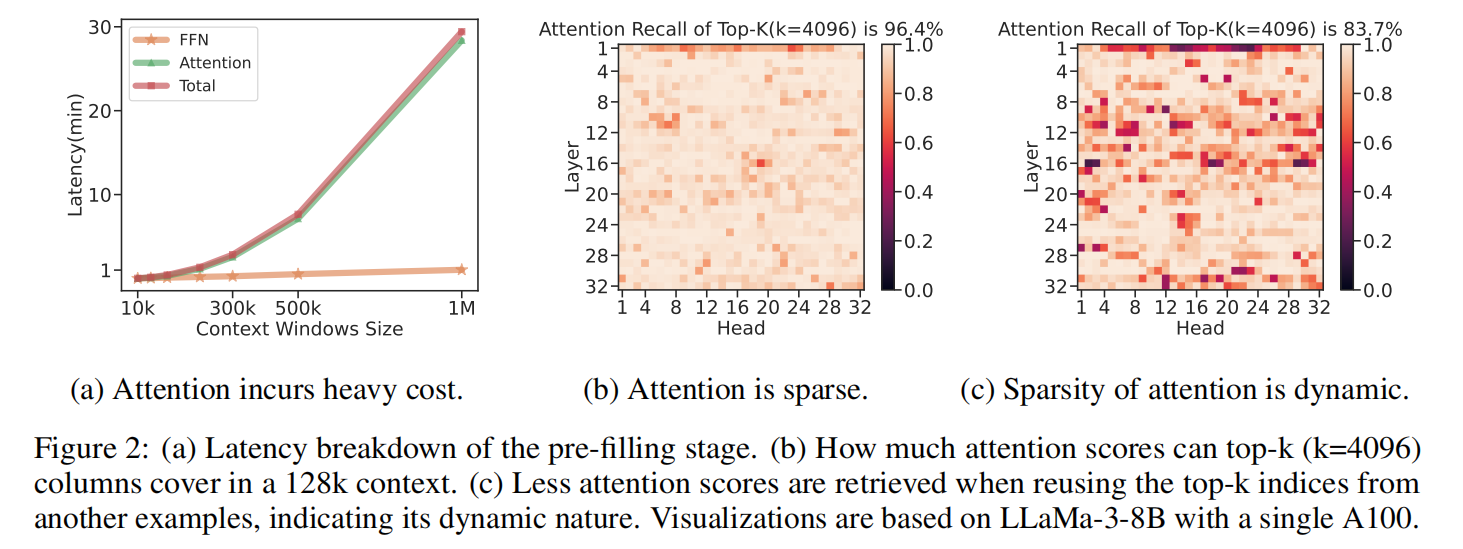 30
20
10
1
Latency(min)
FFN
Attention
Total
10k
300k
500k
1M
Context Windows Size
Attention Recall of Top-K(k=4096) is 96.4%
1
4
8
12
16
20
24
28
32
Layer
1 4 8 12 16 20 24 28 32
Head
1.0
0.8
0.6
0.4
0.2
0.0
Attention Recall of Top-K(k=4096) is 83.7%
1
4
8
12
16
20
24
28
32
Layer
1 4 8 12 16 20 24 28 32
Head
1.0
0.8
0.6
0.4
0.2
0.0
(a) Attention incurs heavy cost.
(b) Attention is sparse.
(c) Sparsity of attention is dynamic.
Figure 2: (a) Latency breakdown of the pre-filling stage. (b) How much attention scores can top-k (k=4096)
columns cover in a 128k context. (c) Less attention scores are retrieved when reusing the top-k indices from
another examples, indicating its dynamic nature. Visualizations are based on LLaMa-3-8B with a single A100.